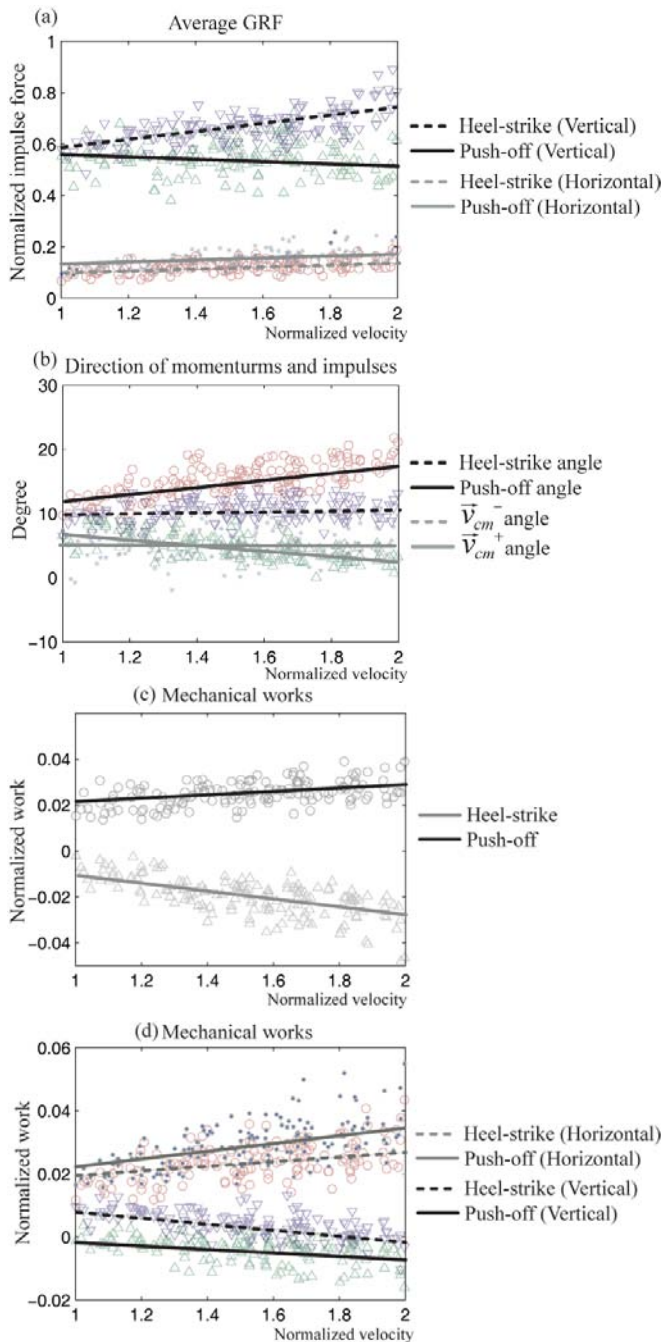 (a) Average GRF
Normalized impulse force
1
0.8
0.6
0.4
0.2
0
1 1.2 1.4 1.6 1.8 2
Normalized velocity
Heel-strike (Vertical)
Push-off (Vertical)
Heel-strike (Horizontal)
Push-off (Horizontal)
(b) Direction of momenturms and impulses
Degree
30
20
10
0
−10
1 1.2 1.4 1.6 1.8 2
Normalized velocity
Heel-strike angle
Push-off angle
v⃗cm⁻ angle
v⃗cm⁺ angle
(c) Mechanical works
Normalized work
0.04
0.02
0
−0.02
−0.04
1 1.2 1.4 1.6 1.8 2
Normalized velocity
Heel-strike
Push-off
(d) Mechanical works
Normalized work
0.06
0.04
0.02
0
−0.02
1 1.2 1.4 1.6 1.8 2
Normalized velocity
Heel-strike (Horizontal)
Push-off (Horizontal)
Heel-strike (Vertical)
Push-off (Vertical)